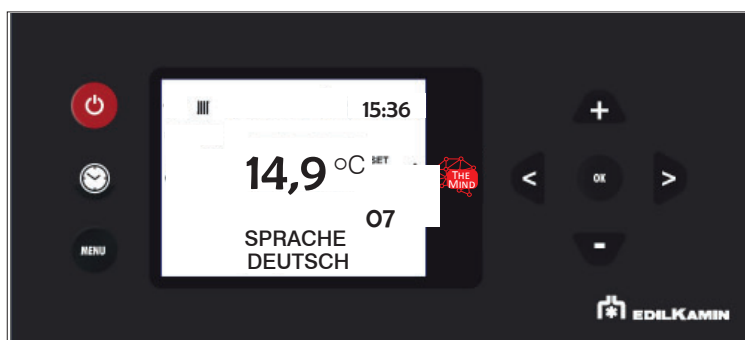 15:36
SET
14,9 °C
THE
MIND
OK
07
SPRACHE
DEUTSCH
MENU
EDILKAMIN